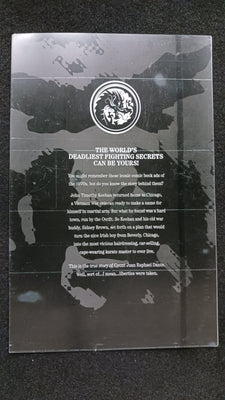 THE WORLD'S
DEADLIEST FIGHTING SECRETS
CAN BE YOURS!
You might remember those iconic comic book ads of
the 1970s, but do you know the story behind them?
John Timothy Keehan returned home to Chicago,
a Vietnam war veteran ready to make a name for
himself in martial arts. But what he found was a hard
town, run by the Outfit. So Keehan and his old war
buddy, Sidney Brown, set forth on a plan that would
turn the nice Irish boy from Beverly, Chicago,
into the most vicious hairdressing, car-selling,
cape-wearing karate master to ever live.
This is the true story of Count Juan Raphael Dante.
Well, sort of...I mean...liberties were taken.